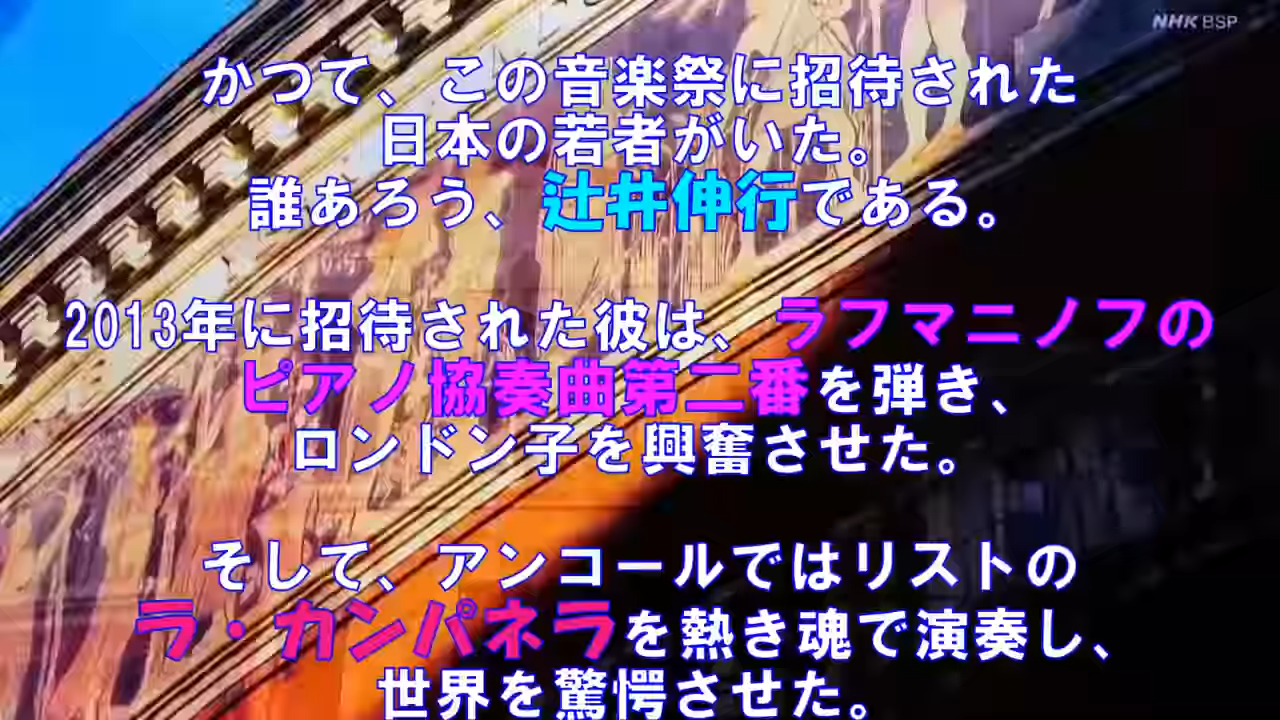 NHK BSP
かつて、この音楽祭に招待された
日本の若者がいた。
誰あろう、辻井伸行である。
2013年に招待された彼は、ラフマニノフの
ピアノ協奏曲第二番を弾き、
ロンドン子を興奮させた。
そして、アンコールではリストの
ラ・カンパネラを熱き魂で演奏し、
世界を驚愕させた。